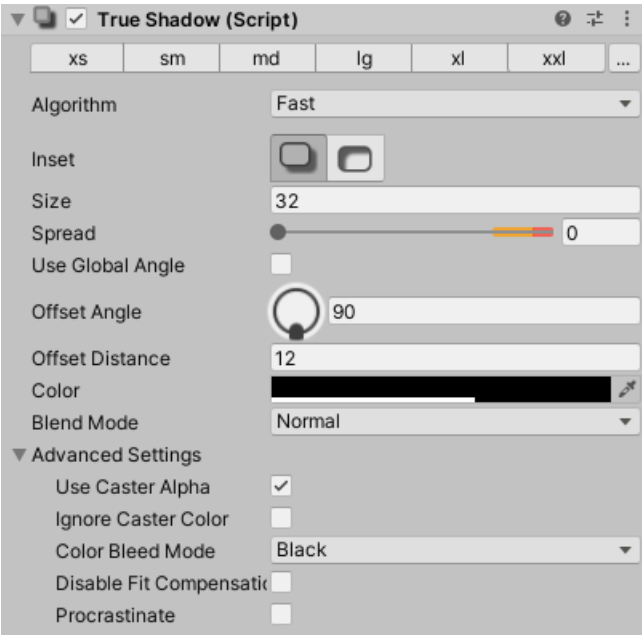 True Shadow (Script)
xs sm md lg xl xxl ...
Algorithm Fast
Inset
Size 32
Spread 0
Use Global Angle
Offset Angle 90
Offset Distance 12
Color
Blend Mode Normal
Advanced Settings
Use Caster Alpha
Ignore Caster Color
Color Bleed Mode Black
Disable Fit Compensatic
Procrastinate